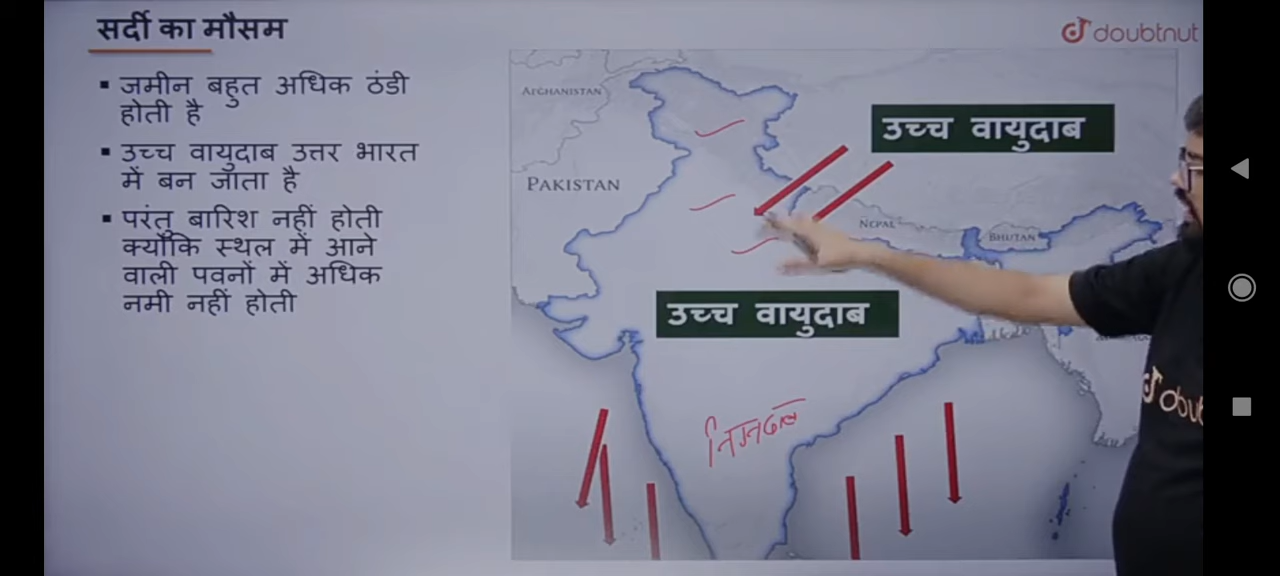 सर्दी का मौसम
doubtnut
▪ जमीन बहुत अधिक ठंडी
होती है
▪ उच्च वायुदाब उत्तर भारत
में बन जाता है
▪ परंतु बारिश नहीं होती
क्योंकि स्थल में आने
वाली पवनों में अधिक
नमी नहीं होती
AFGHANISTAN
उच्च वायुदाब
PAKISTAN
NEPAL
BHUTAN
उच्च वायुदाब
निम्नदाब
doub